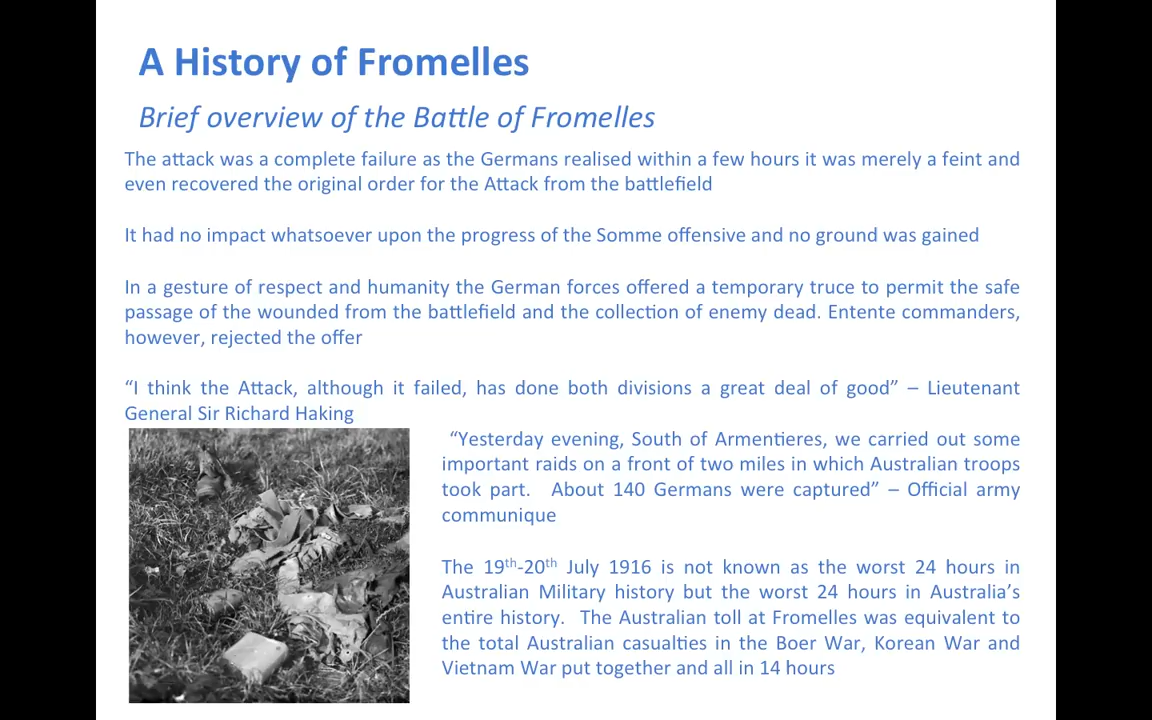 A History of Fromelles
Brief overview of the Battle of Fromelles
The attack was a complete failure as the Germans realised within a few hours it was merely a feint and
even recovered the original order for the Attack from the battlefield
It had no impact whatsoever upon the progress of the Somme offensive and no ground was gained
In a gesture of respect and humanity the German forces offered a temporary truce to permit the safe
passage of the wounded from the battlefield and the collection of enemy dead. Entente commanders,
however, rejected the offer
“I think the Attack, although it failed, has done both divisions a great deal of good” – Lieutenant
General Sir Richard Haking
“Yesterday evening, South of Armentieres, we carried out some
important raids on a front of two miles in which Australian troops
took part. About 140 Germans were captured” – Official army
communique
The 19th-20th July 1916 is not known as the worst 24 hours in
Australian Military history but the worst 24 hours in Australia’s
entire history. The Australian toll at Fromelles was equivalent to
the total Australian casualties in the Boer War, Korean War and
Vietnam War put together and all in 14 hours